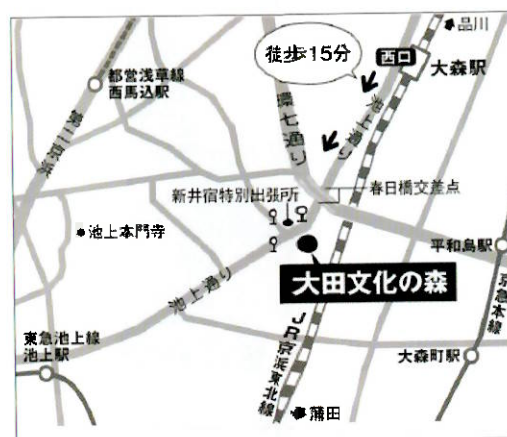 品川
徒歩15分
西口
大森駅
都営浅草線
西馬込駅
第二京浜
環七通り
池上通り
新井宿特別出張所
春日橋交差点
池上本門寺
平和島駅
大田文化の森
池上通り
京急本線
東急池上線
池上駅
JR京浜東北線
大森町駅
蒲田